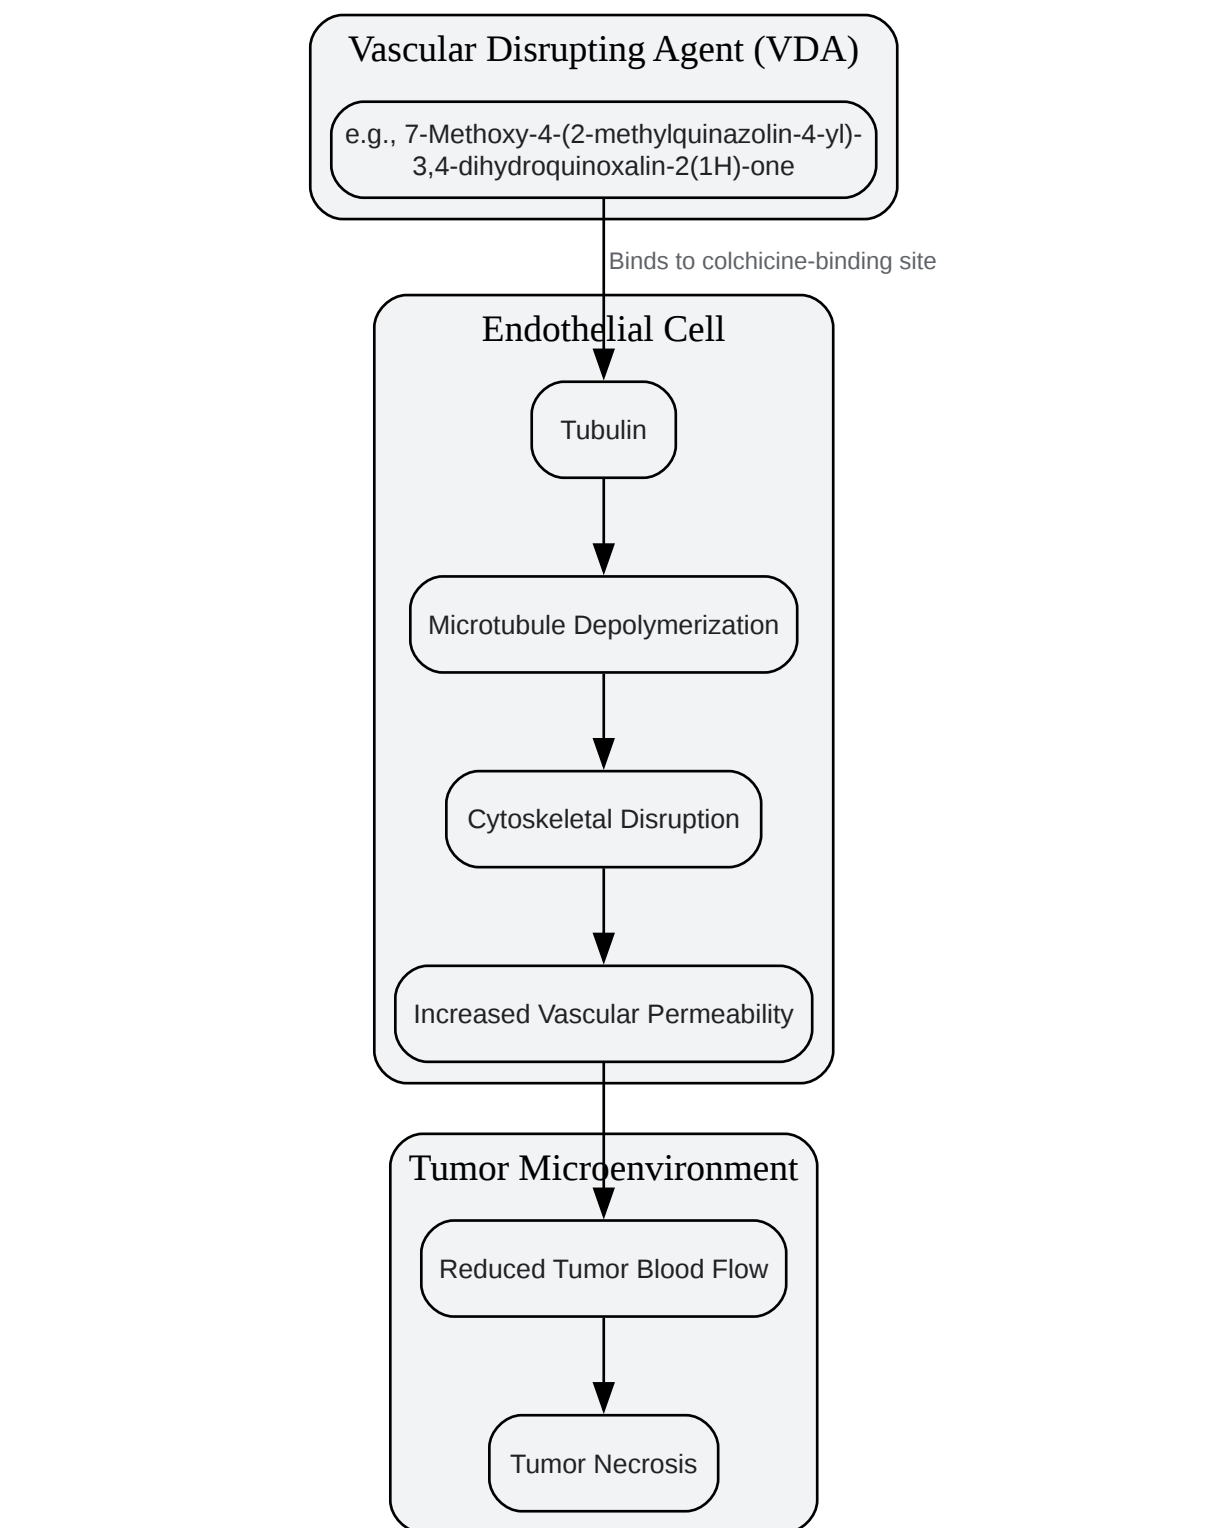 Vascular Disrupting Agent (VDA)
e.g., 7-Methoxy-4-(2-methylquinazolin-4-yl)-
3,4-dihydroquinoxalin-2(1H)-one
Binds to colchicine-binding site
Endothelial Cell
Tubulin
Microtubule Depolymerization
Cytoskeletal Disruption
Increased Vascular Permeability
Tumor Microenvironment
Reduced Tumor Blood Flow
Tumor Necrosis